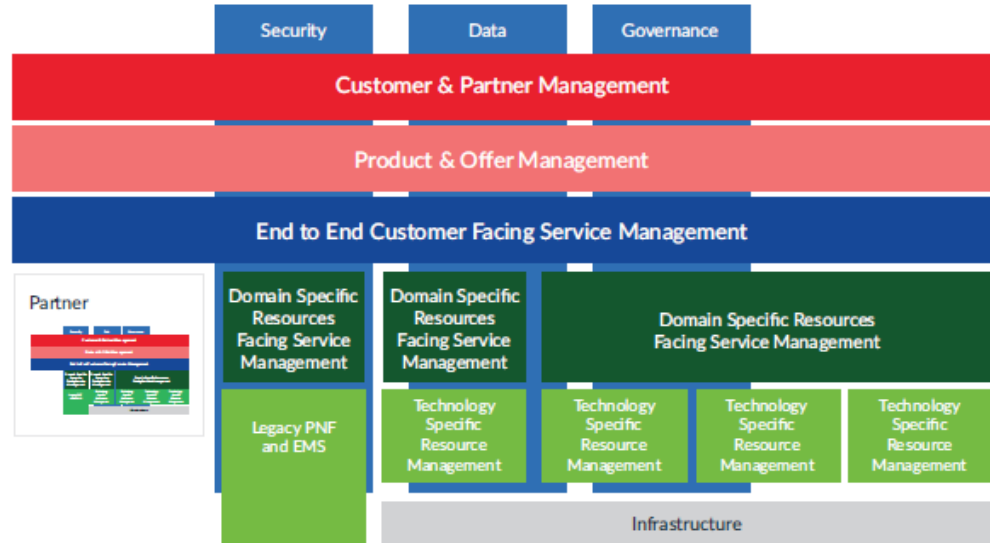 Security
Data
Governance
Customer & Partner Management
Product & Offer Management
End to End Customer Facing Service Management
Partner
Domain Specific
Resources
Facing Service
Management
Domain Specific
Resources
Facing Service
Management
Domain Specific Resources
Facing Service Management
Legacy PNF
and EMS
Technology
Specific
Resource
Management
Technology
Specific
Resource
Management
Technology
Specific
Resource
Management
Technology
Specific
Resource
Management
Infrastructure